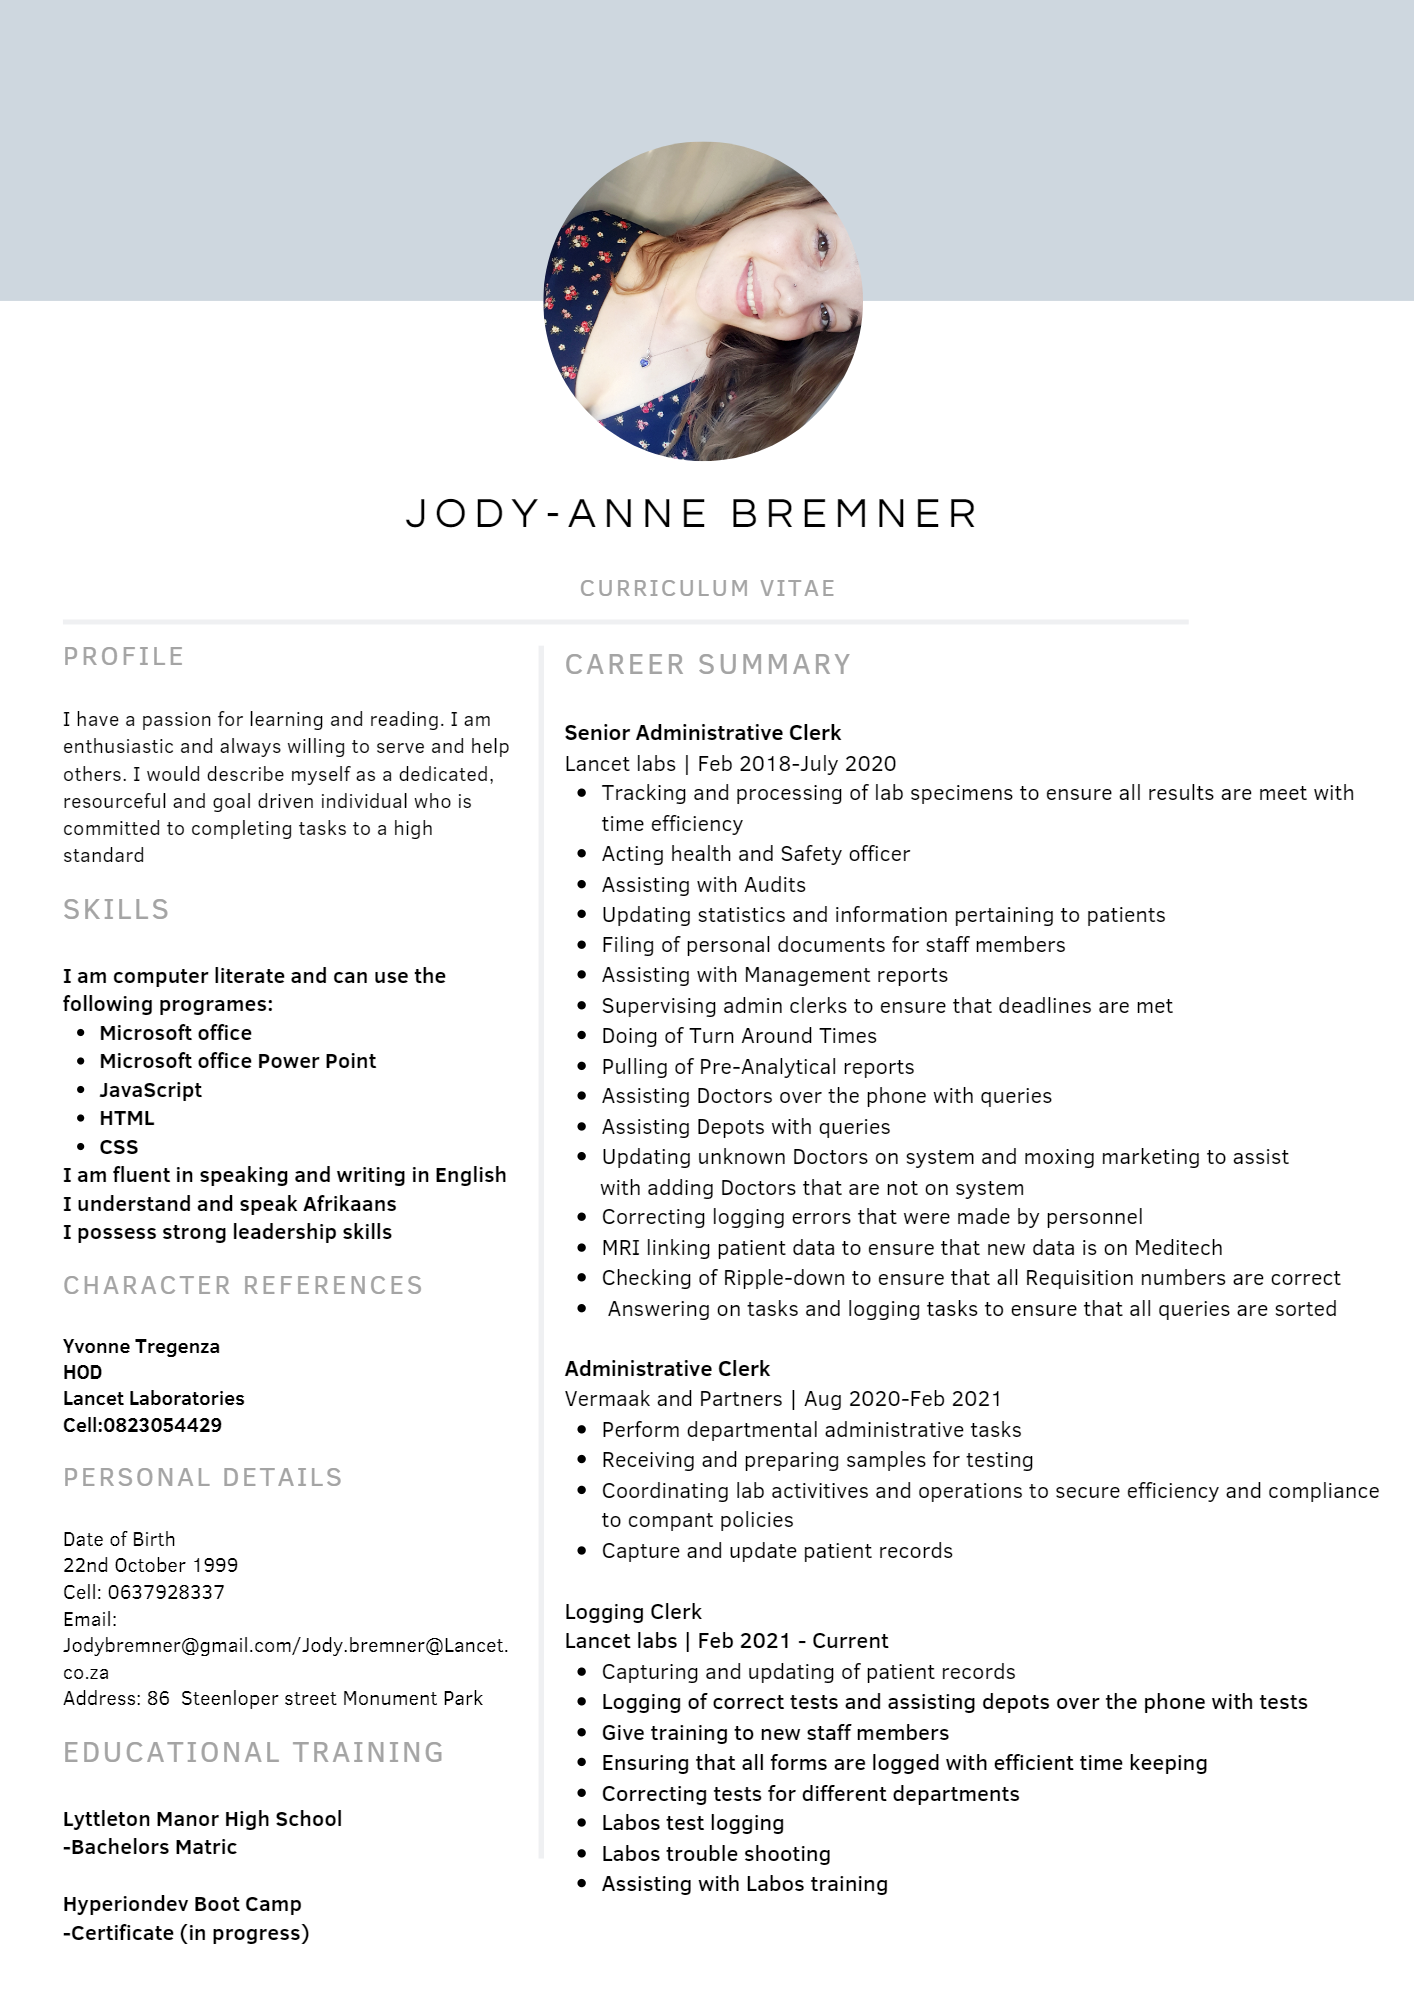 JODY-ANNE BREMNER
CURRICULUM VITAE
PROFILE
I have a passion for learning and reading. I am
enthusiastic and always willing to serve and help
others. I would describe myself as a dedicated,
resourceful and goal driven individual who is
committed to completing tasks to a high
standard
SKILLS
I am computer literate and can use the
following programes:
• Microsoft office
• Microsoft office Power Point
• JavaScript
• HTML
• CSS
I am fluent in speaking and writing in English
I understand and speak Afrikaans
I possess strong leadership skills
CHARACTER REFERENCES
Yvonne Tregenza
HOD
Lancet Laboratories
Cell:0823054429
PERSONAL DETAILS
Date of Birth
22nd October 1999
Cell: 0637928337
Email:
Jodybremner@gmail.com/Jody.bremner@Lancet.
co.za
Address: 86  Steenloper street Monument Park
EDUCATIONAL TRAINING
Lyttleton Manor High School
-Bachelors Matric
Hyperiondev Boot Camp
-Certificate (in progress)
CAREER SUMMARY
Senior Administrative Clerk
Lancet labs | Feb 2018-July 2020
• Tracking and processing of lab specimens to ensure all results are meet with
time efficiency
• Acting health and Safety officer
• Assisting with Audits
• Updating statistics and information pertaining to patients
• Filing of personal documents for staff members
• Assisting with Management reports
• Supervising admin clerks to ensure that deadlines are met
• Doing of Turn Around Times
• Pulling of Pre-Analytical reports
• Assisting Doctors over the phone with queries
• Assisting Depots with queries
• Updating unknown Doctors on system and moxing marketing to assist
with adding Doctors that are not on system
• Correcting logging errors that were made by personnel
• MRI linking patient data to ensure that new data is on Meditech
• Checking of Ripple-down to ensure that all Requisition numbers are correct
• Answering on tasks and logging tasks to ensure that all queries are sorted
Administrative Clerk
Vermaak and Partners | Aug 2020-Feb 2021
• Perform departmental administrative tasks
• Receiving and preparing samples for testing
• Coordinating lab activitives and operations to secure efficiency and compliance
to compant policies
• Capture and update patient records
Logging Clerk
Lancet labs | Feb 2021 - Current
• Capturing and updating of patient records
• Logging of correct tests and assisting depots over the phone with tests
• Give training to new staff members
• Ensuring that all forms are logged with efficient time keeping
• Correcting tests for different departments
• Labos test logging
• Labos trouble shooting
• Assisting with Labos training